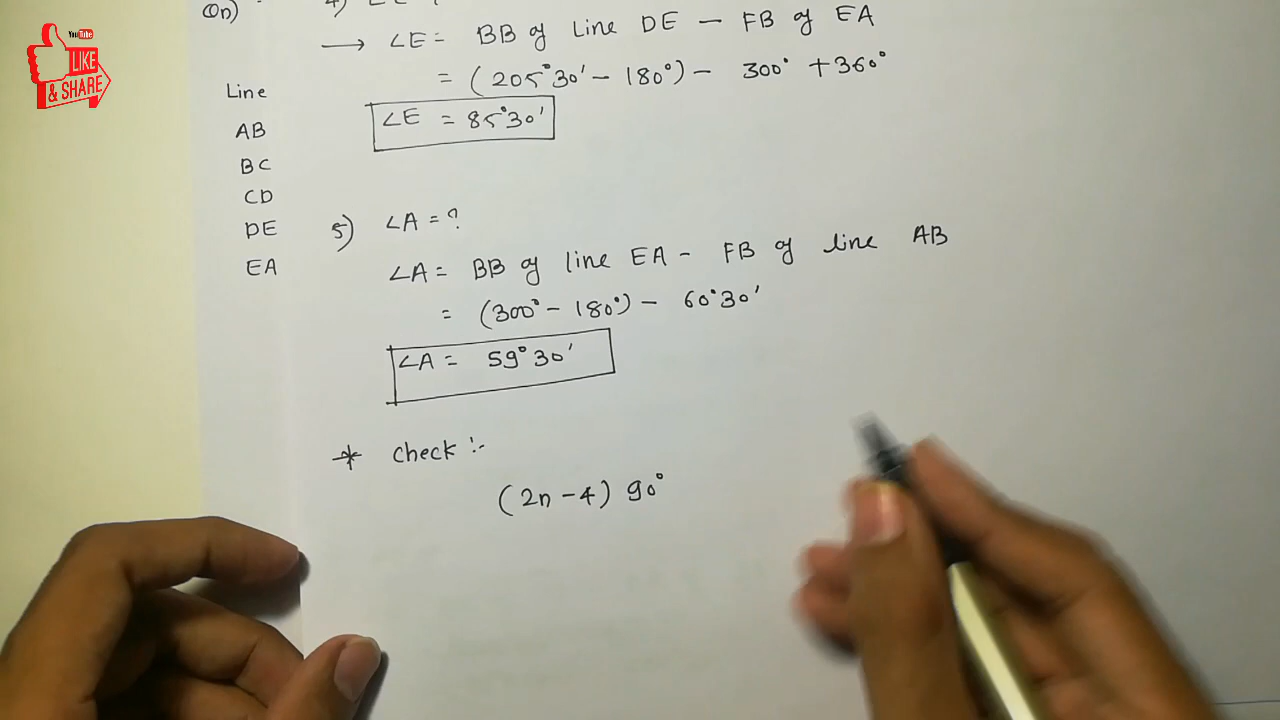 ∠E = BB of Line DE - FB of EA
= (205°30' - 180°) - 300° + 360°
∠E = 85°30'
Line
AB
BC
CD
DE
EA
5) ∠A = ?
∠A = BB of line EA - FB of line AB
= (300° - 180°) - 60°30'
∠A = 59°30'
* Check :-
(2n - 4) 90°
YouTube
LIKE
& SHARE